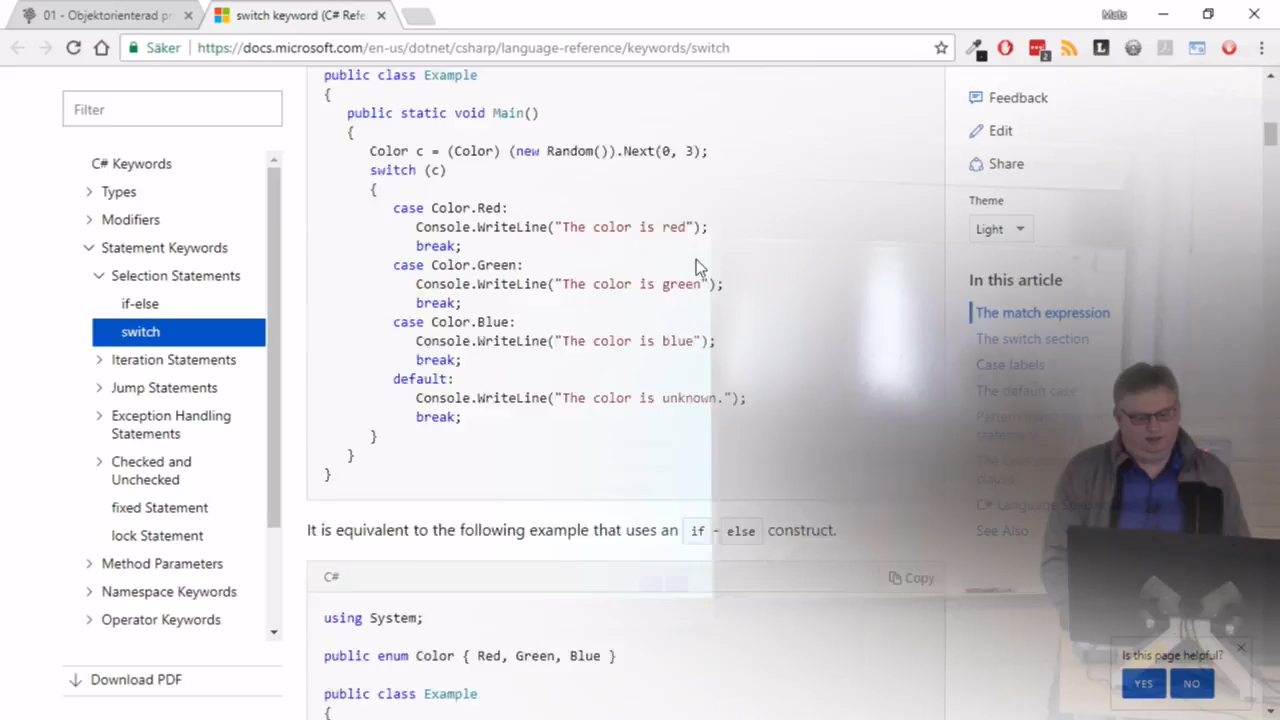 01 - Objektorienterad pr
switch keyword (C# Refe
Mats
Säker
https://docs.microsoft.com/en-us/dotnet/csharp/language-reference/keywords/switch
2
L
Filter
C# Keywords
Types
Modifiers
Statement Keywords
Selection Statements
if-else
switch
Iteration Statements
Jump Statements
Exception Handling
Statements
Checked and
Unchecked
fixed Statement
lock Statement
Method Parameters
Namespace Keywords
Operator Keywords
Download PDF
public class Example
{
public static void Main()
{
Color c = (Color) (new Random()).Next(0, 3);
switch (c)
{
case Color.Red:
Console.WriteLine("The color is red");
break;
case Color.Green:
Console.WriteLine("The color is green");
break;
case Color.Blue:
Console.WriteLine("The color is blue");
break;
default:
Console.WriteLine("The color is unknown.");
break;
}
}
}
It is equivalent to the following example that uses an if - else construct.
C#
Copy
using System;
public enum Color { Red, Green, Blue }
public class Example
{
Feedback
Edit
Share
Theme
Light
In this article
The match expression
The switch section
Case labels
The default case
C# Language
See Also
Is this page helpful?
YES
NO